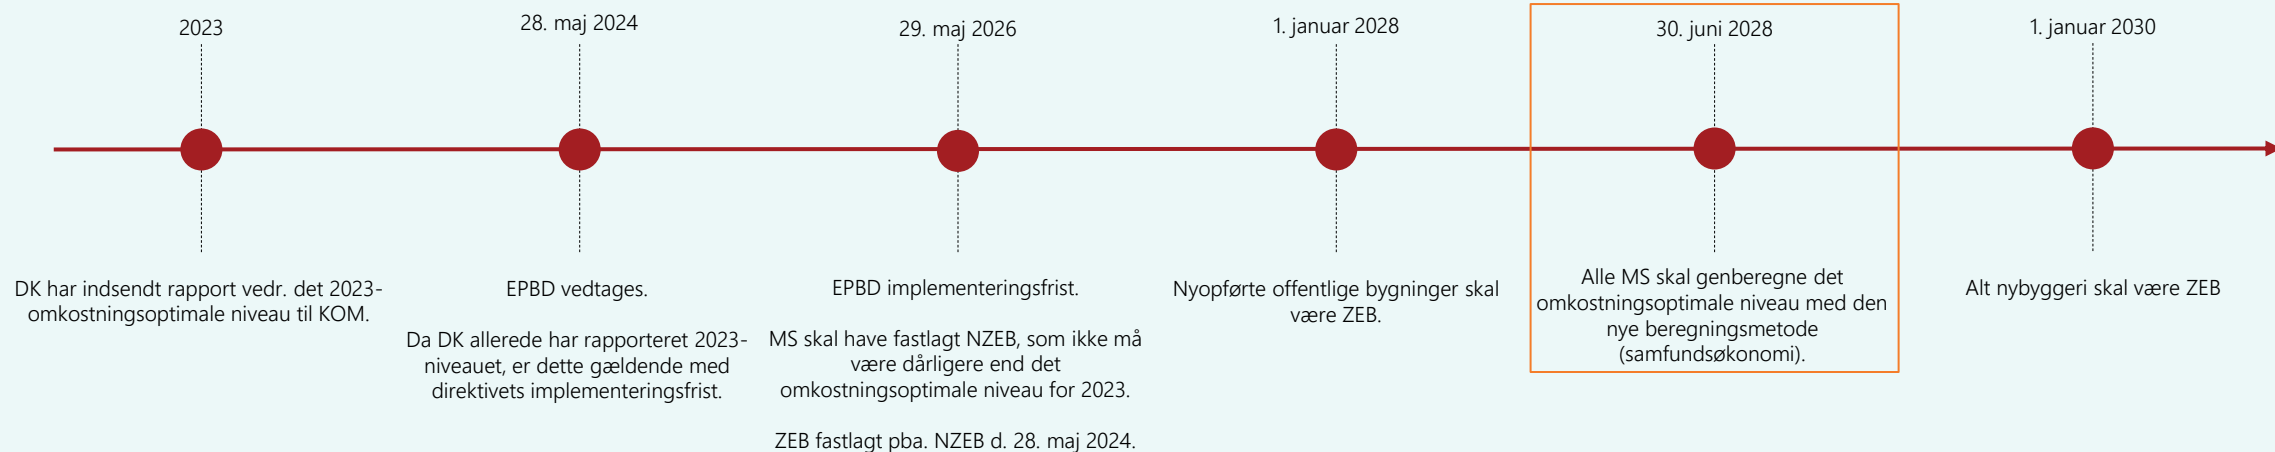 2023
DK har indsendt rapport vedr. det 2023-
omkostningsoptimale niveau til KOM.
28. maj 2024
EPBD vedtages.
Da DK allerede har rapporteret 2023-
niveauet, er dette gældende med
direktivets implementeringsfrist.
29. maj 2026
EPBD implementeringsfrist.
MS skal have fastlagt NZEB, som ikke må
være dårligere end det
omkostningsoptimale niveau for 2023.
ZEB fastlagt pba. NZEB d. 28. maj 2024.
1. januar 2028
Nyopførte offentlige bygninger skal
være ZEB.
30. juni 2028
Alle MS skal genberegne det
omkostningsoptimale niveau med den
nye beregningsmetode
(samfundsøkonomi).
1. januar 2030
Alt nybyggeri skal være ZEB